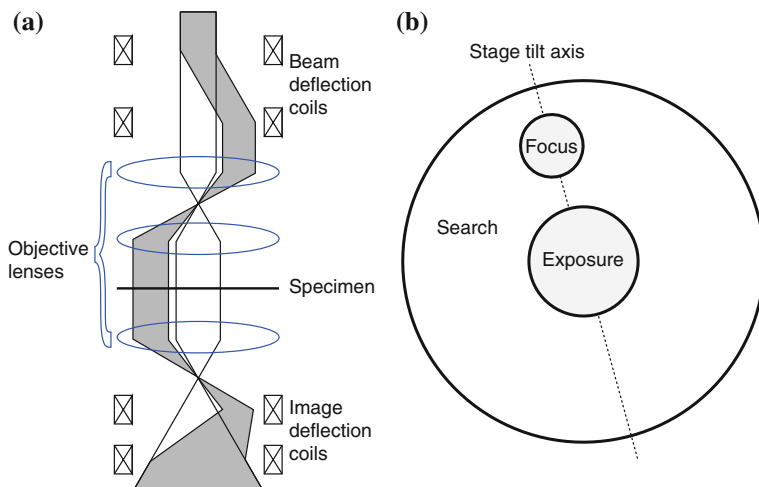 (a)
Beam
deflection
coils
Objective
lenses
Specimen
Image
deflection
coils
(b)
Stage tilt axis
Focus
Search
Exposure